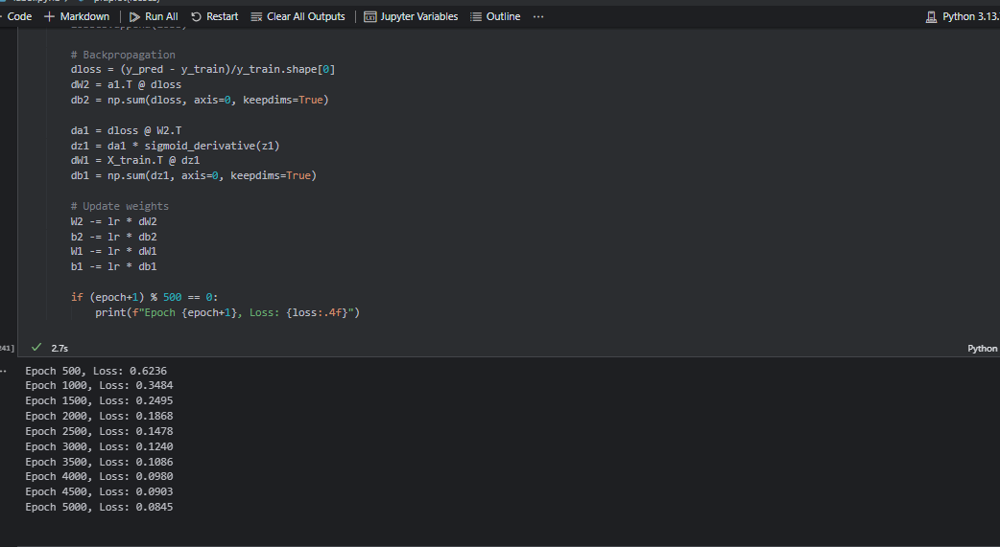 Code + Markdown Run All Restart Clear All Outputs Jupyter Variables Outline ... Python 3.13.
# Backpropagation
dloss = (y_pred - y_train)/y_train.shape[0]
dW2 = a1.T @ dloss
db2 = np.sum(dloss, axis=0, keepdims=True)
da1 = dloss @ W2.T
dz1 = da1 * sigmoid_derivative(z1)
dW1 = X_train.T @ dz1
db1 = np.sum(dz1, axis=0, keepdims=True)
# Update weights
W2 -= lr * dW2
b2 -= lr * db2
W1 -= lr * dW1
b1 -= lr * db1
if (epoch+1) % 500 == 0:
print(f"Epoch {epoch+1}, Loss: {loss:.4f}")
41] 2.7s Python
Epoch 500, Loss: 0.6236
Epoch 1000, Loss: 0.3484
Epoch 1500, Loss: 0.2495
Epoch 2000, Loss: 0.1868
Epoch 2500, Loss: 0.1478
Epoch 3000, Loss: 0.1240
Epoch 3500, Loss: 0.1086
Epoch 4000, Loss: 0.0980
Epoch 4500, Loss: 0.0903
Epoch 5000, Loss: 0.0845